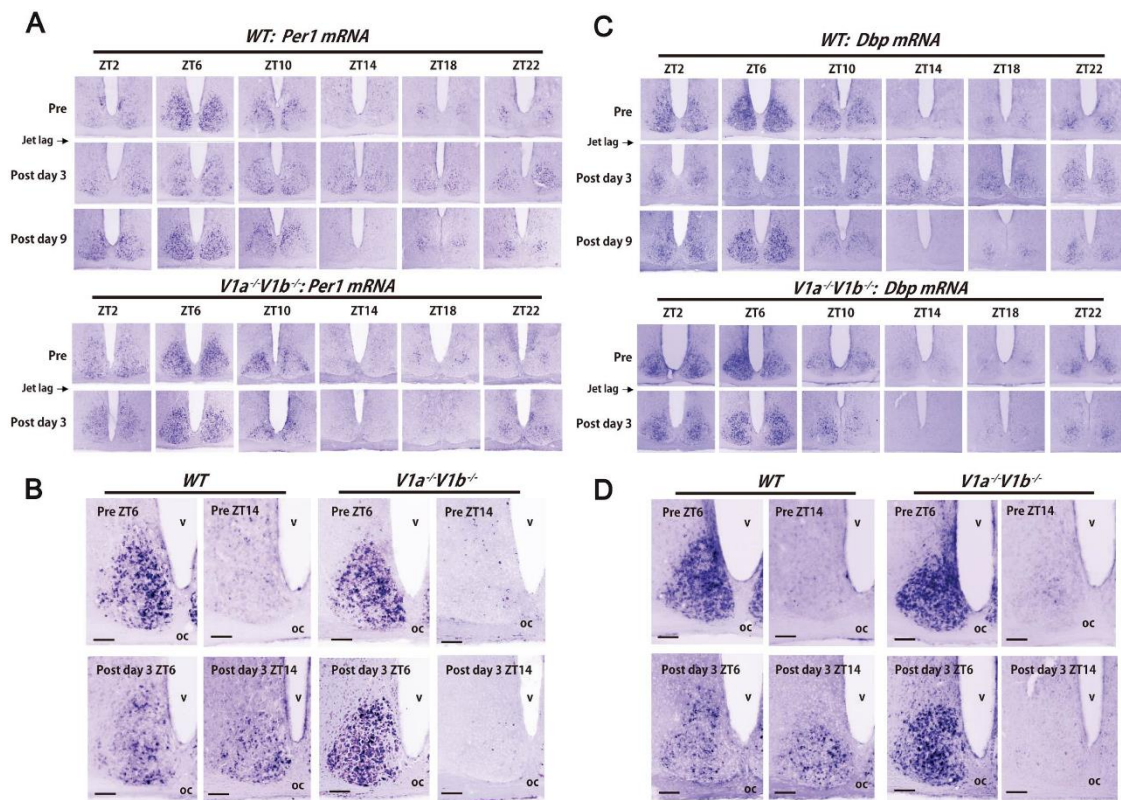 A
WT: Per1 mRNA
ZT2 ZT6 ZT10 ZT14 ZT18 ZT22
Pre
Jet lag
Post day 3
Post day 9
V1a-/-V1b-/-: Per1 mRNA
ZT2 ZT6 ZT10 ZT14 ZT18 ZT22
Pre
Jet lag
Post day 3
B
WT V1a-/-V1b-/-
Pre ZT6 Pre ZT14 Pre ZT6 Pre ZT14
v v v
oc oc oc
Post day 3 ZT6 Post day 3 ZT14 Post day 3 ZT6 Post day 3 ZT14
v v v
oc oc oc
C
WT: Dbp mRNA
ZT2 ZT6 ZT10 ZT14 ZT18 ZT22
Pre
Jet lag
Post day 3
Post day 9
V1a-/-V1b-/-: Dbp mRNA
ZT2 ZT6 ZT10 ZT14 ZT18 ZT22
Pre
Jet lag
Post day 3
D
WT V1a-/-V1b-/-
Pre ZT6 Pre ZT14 Pre ZT6 Pre ZT14
v v v v
oc oc oc oc
Post day 3 ZT6 Post day 3 ZT14 Post day 3 ZT6 Post day 3 ZT14
v v v v
oc oc oc oc